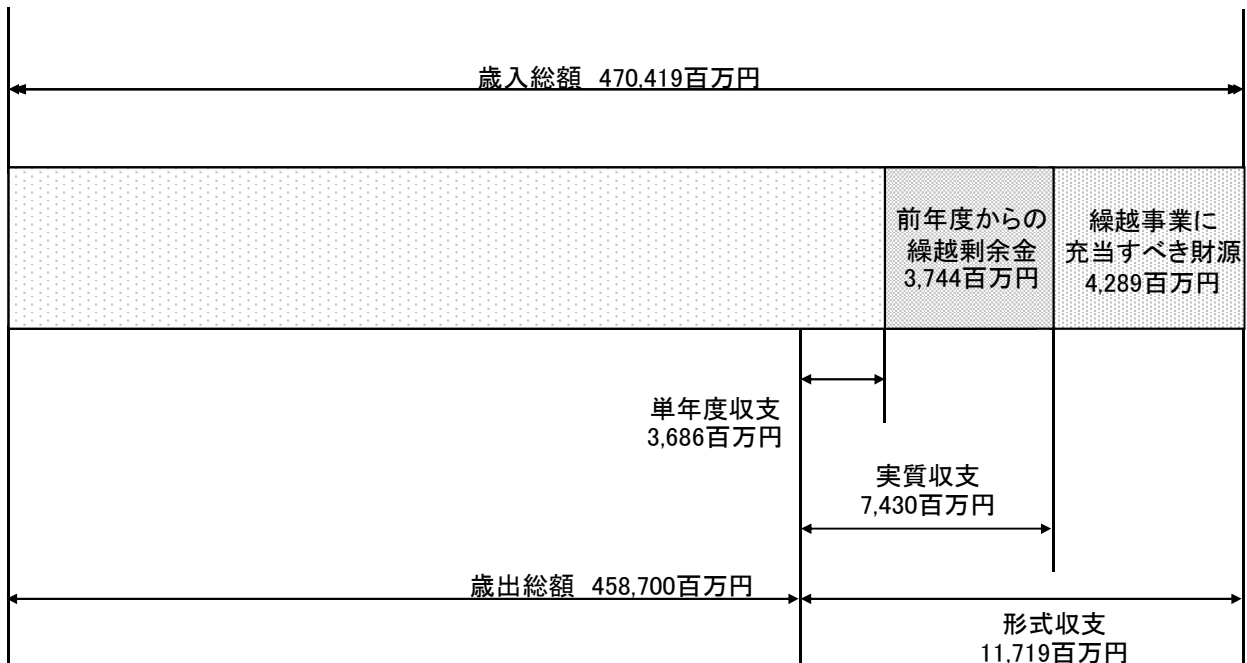 歳入総額 470,419百万円
前年度からの
繰越剰余金
3,744百万円
繰越事業に
充当すべき財源
4,289百万円
単年度収支
3,686百万円
実質収支
7,430百万円
歳出総額 458,700百万円
形式収支
11,719百万円